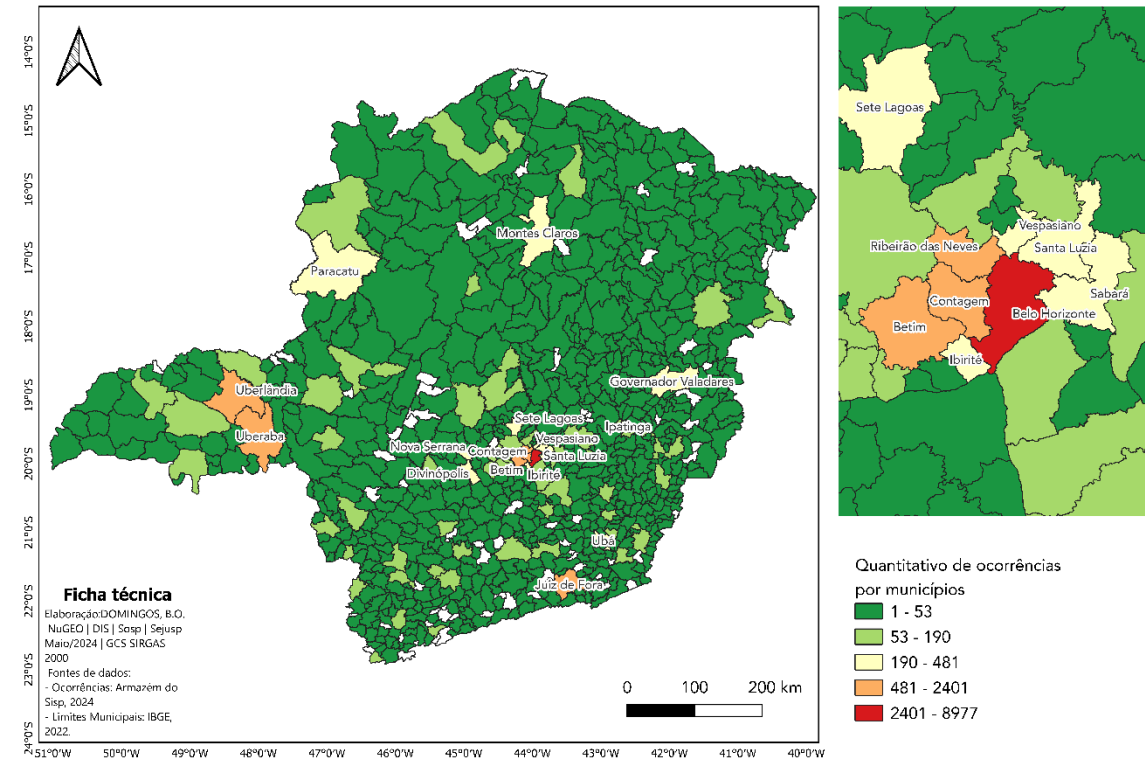 14°0'S
15°0'S
16°0'S
17°0'S
18°0'S
19°0'S
20°0'S
21°0'S
22°0'S
23°0'S
24°0'S
51°0'W
50°0'W
49°0'W
48°0'W
47°0'W
46°0'W
45°0'W
44°0'W
43°0'W
42°0'W
41°0'W
40°0'W
Montes Claros
Paracatu
Governador Valadares
Uberlândia
Sete Lagoas
Ipatinga
Uberaba
Vespasiano
Nova Serrana
Contagem
Santa Luzia
Divinópolis
Betim
Ibirité
Ubá
Juiz de Fora
Ficha técnica
Elaboração:DOMINGOS, B.O.
NuGEO | DIS | Sosp | Sejusp
Maio/2024 | GCS SIRGAS
2000
Fontes de dados:
- Ocorrências: Armazém do
Sisp, 2024
- Limites Municipais: IBGE,
2022.
0 100 200 km
Sete Lagoas
Vespasiano
Ribeirão das Neves
Santa Luzia
Sabará
Contagem
Belo Horizonte
Betim
Ibirité
Quantitativo de ocorrências
por municípios
1 - 53
53 - 190
190 - 481
481 - 2401
2401 - 8977